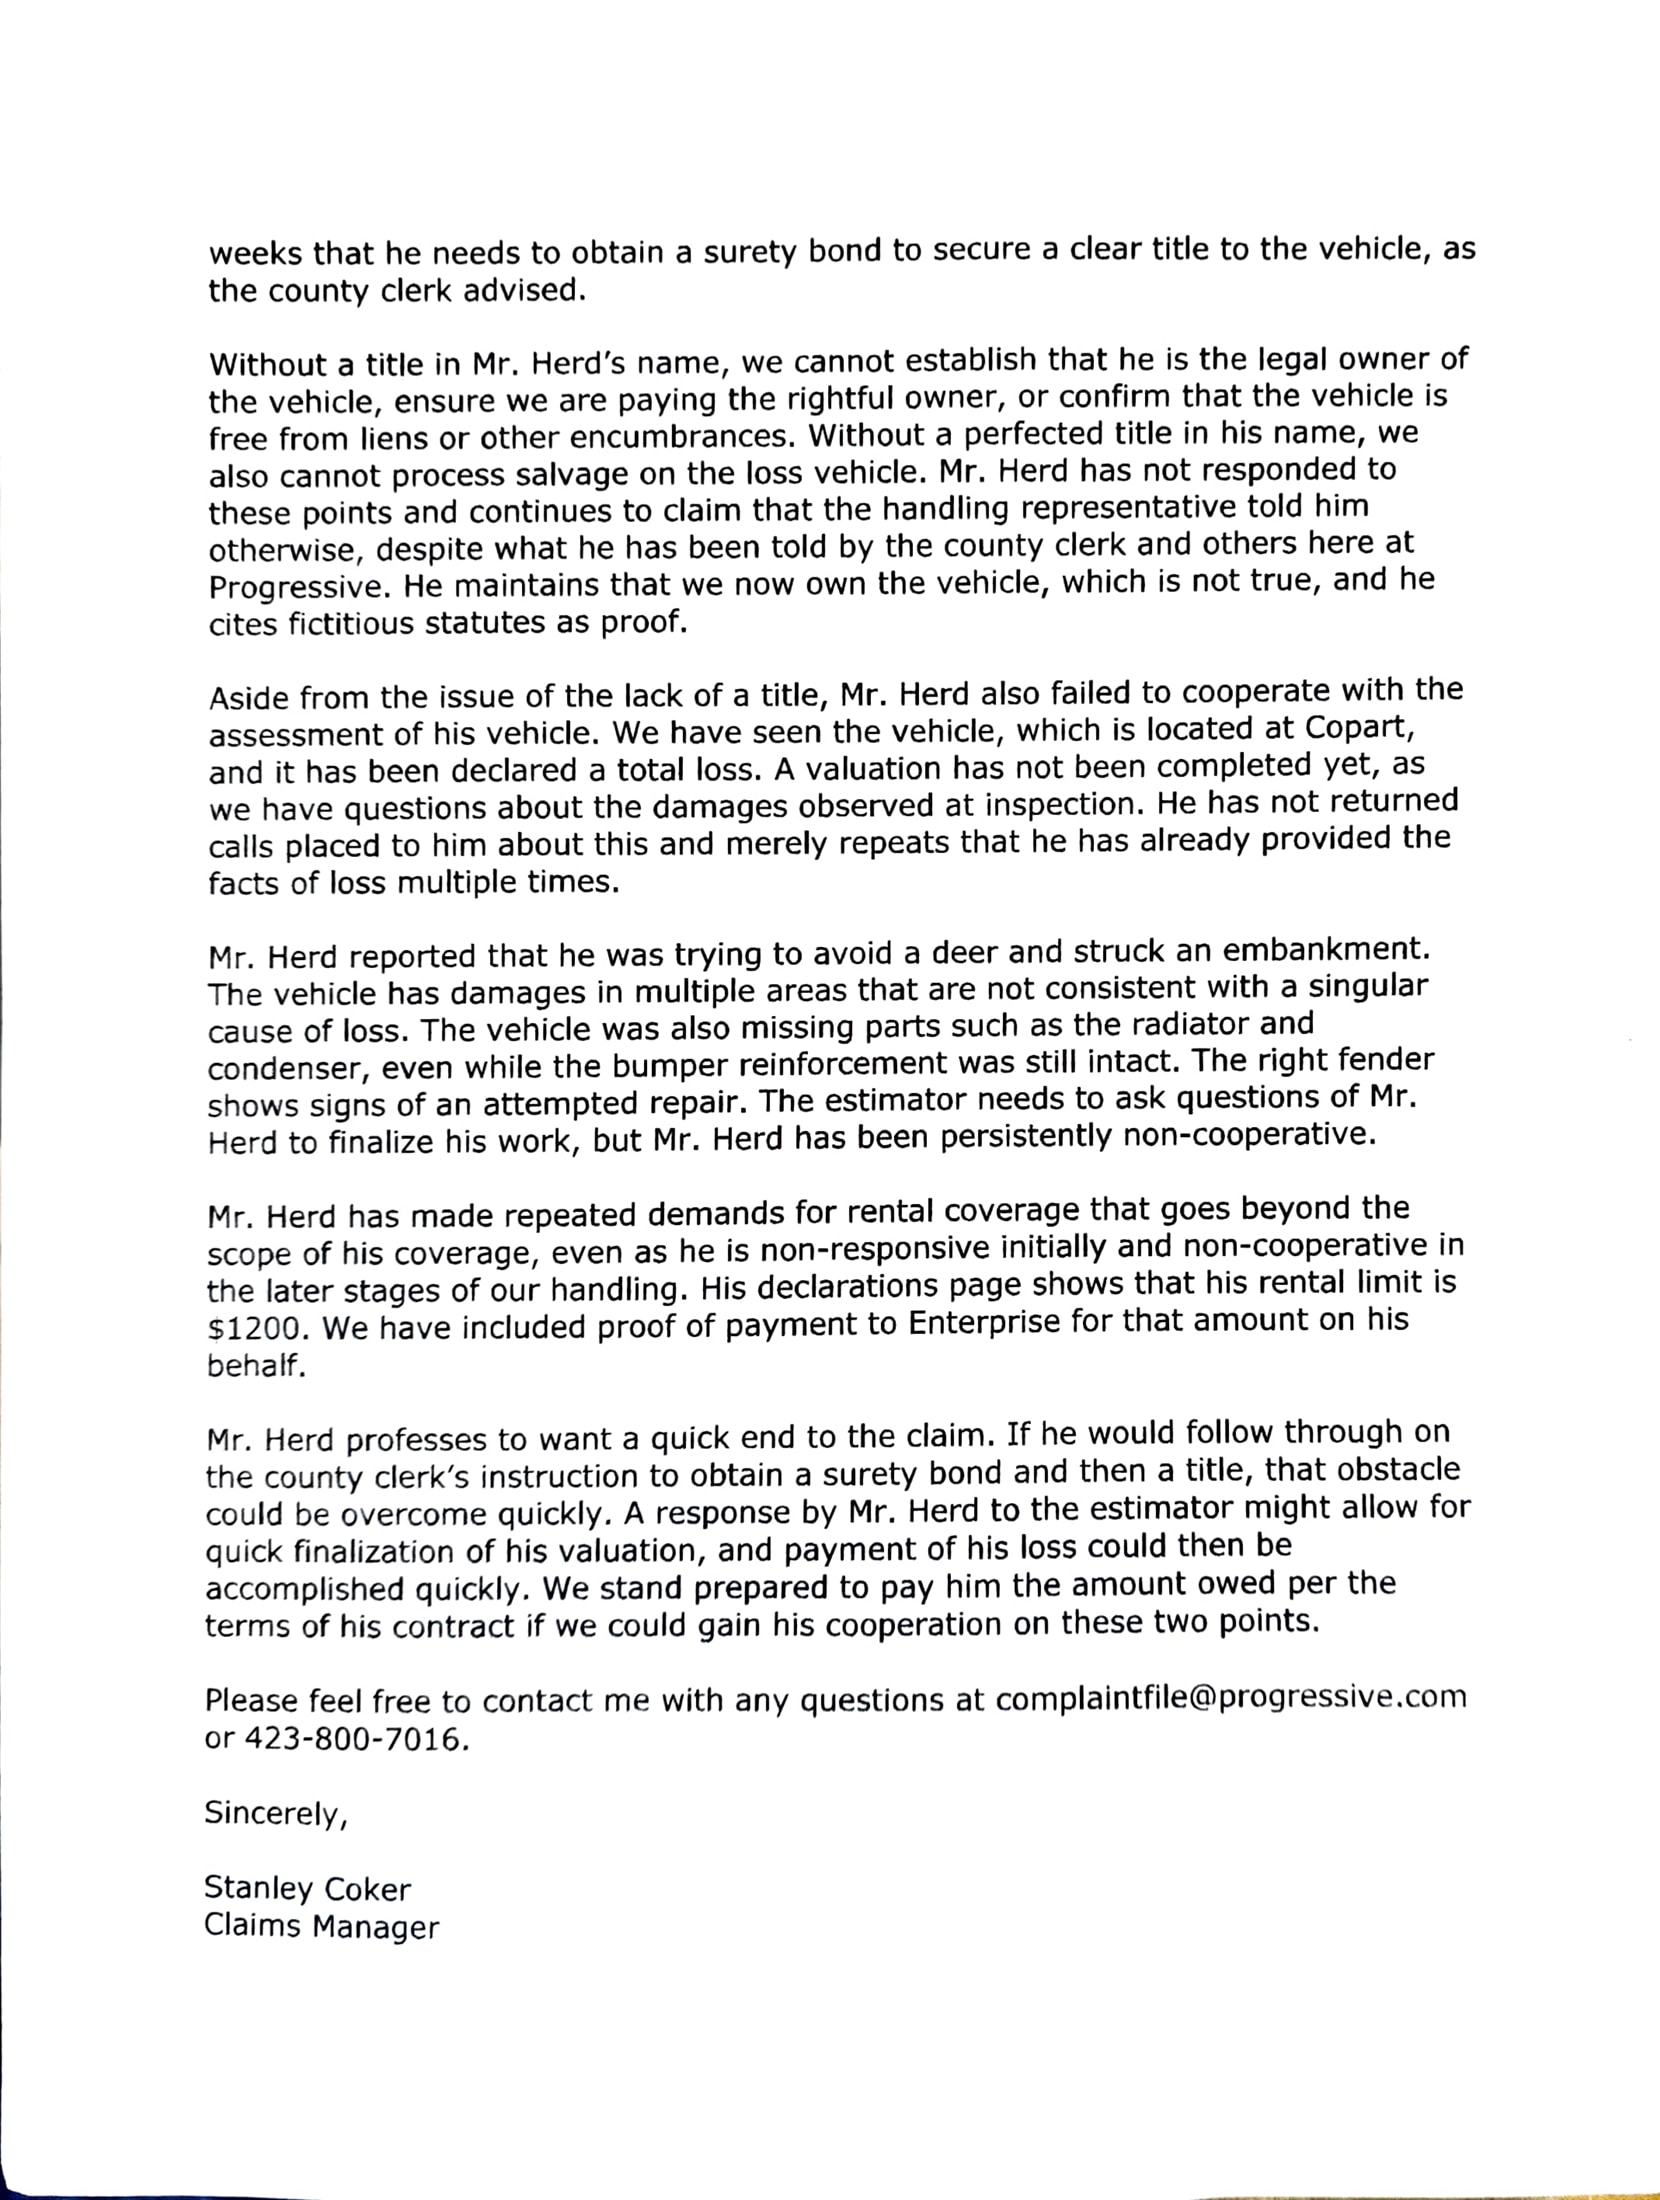 weeks that he needs to obtain a surety bond to secure a clear title to the vehicle, as
the county clerk advised.
Without a title in Mr. Herd's name, we cannot establish that he is the legal owner of
the vehicle, ensure we are paying the rightful owner, or confirm that the vehicle is
free from liens or other encumbrances. Without a perfected title in his name, we
also cannot process salvage on the loss vehicle. Mr. Herd has not responded to
these points and continues to claim that the handling representative told him
otherwise, despite what he has been told by the county clerk and others here at
Progressive. He maintains that we now own the vehicle, which is not true, and he
cites fictitious statutes as proof.
Aside from the issue of the lack of a title, Mr. Herd also failed to cooperate with the
assessment of his vehicle. We have seen the vehicle, which is located at Copart,
and it has been declared a total loss. A valuation has not been completed yet, as
we have questions about the damages observed at inspection. He has not returned
calls placed to him about this and merely repeats that he has already provided the
facts of loss multiple times.
Mr. Herd reported that he was trying to avoid a deer and struck an embankment.
The vehicle has damages in multiple areas that are not consistent with a singular
cause of loss. The vehicle was also missing parts such as the radiator and
condenser, even while the bumper reinforcement was still intact. The right fender
shows signs of an attempted repair. The estimator needs to ask questions of Mr.
Herd to finalize his work, but Mr. Herd has been persistently non-cooperative.
Mr. Herd has made repeated demands for rental coverage that goes beyond the
scope of his coverage, even as he is non-responsive initially and non-cooperative in
the later stages of our handling. His declarations page shows that his rental limit is
$1200. We have included proof of payment to Enterprise for that amount on his
behalf.
Mr. Herd professes to want a quick end to the claim. If he would follow through on
the county clerk's instruction to obtain a surety bond and then a title, that obstacle
could be overcome quickly. A response by Mr. Herd to the estimator might allow for
quick finalization of his valuation, and payment of his loss could then be
accomplished quickly. We stand prepared to pay him the amount owed per the
terms of his contract if we could gain his cooperation on these two points.
Please feel free to contact me with any questions at complaintfile@progressive.com
or 423-800-7016.
Sincerely,
Stanley Coker
Claims Manager